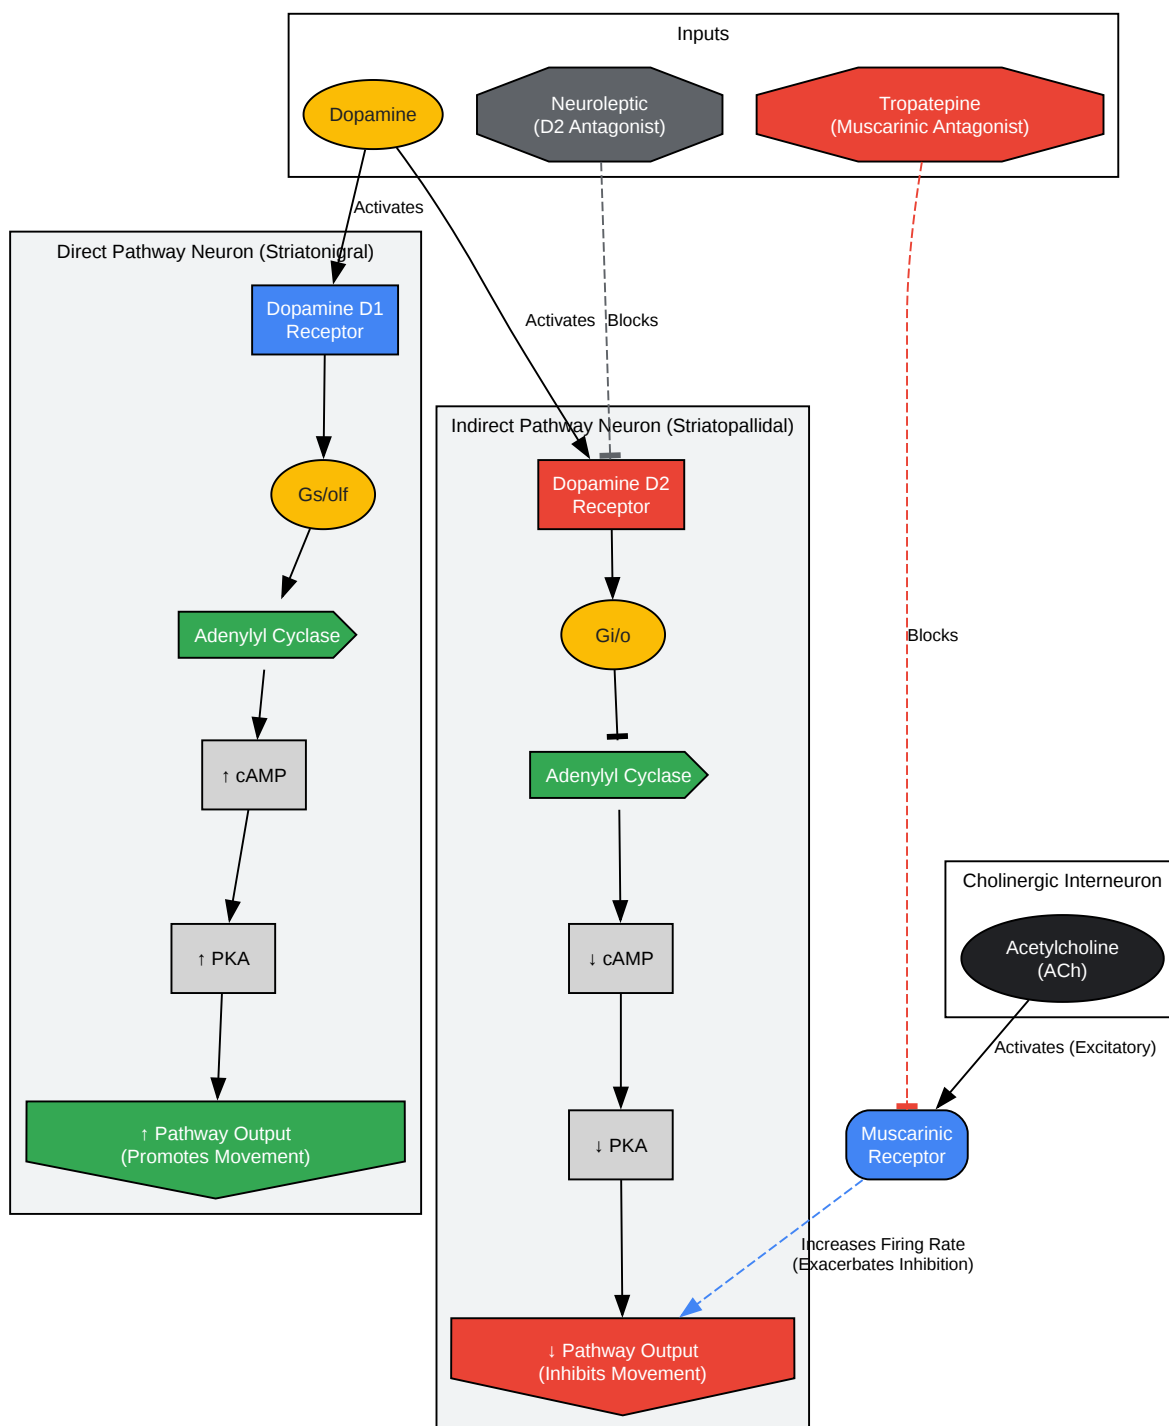 Inputs
Dopamine
Neuroleptic
(D2 Antagonist)
Tropatepine
(Muscarinic Antagonist)
Activates
Direct Pathway Neuron (Striatonigral)
Dopamine D1
Receptor
Activates
Blocks
Indirect Pathway Neuron (Striatopallidal)
Dopamine D2
Receptor
Gs/olf
Gi/o
Adenylyl Cyclase
Blocks
↑ cAMP
Adenylyl Cyclase
Cholinergic Interneuron
Acetylcholine
(ACh)
↑ PKA
↓ cAMP
Activates (Excitatory)
↑ Pathway Output
(Promotes Movement)
↓ PKA
Muscarinic
Receptor
Increases Firing Rate
(Exacerbates Inhibition)
↓ Pathway Output
(Inhibits Movement)